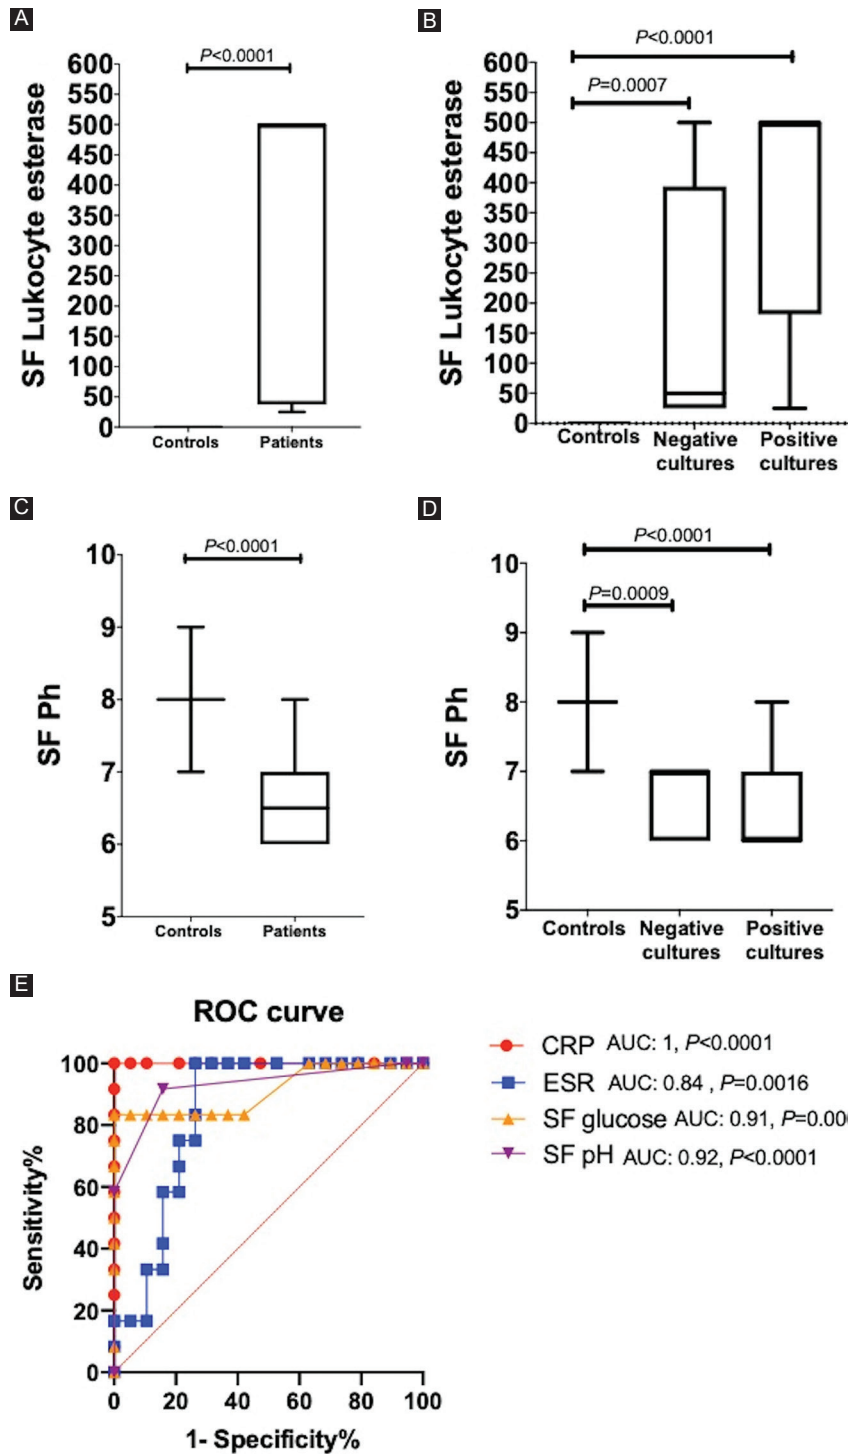 A
P<0.0001
SF Lukocyte esterase
600
550
500
450
400
350
300
250
200
150
100
50
0
Controls
Patients
B
P<0.0001
P=0.0007
SF Lukocyte esterase
600
550
500
450
400
350
300
250
200
150
100
50
0
Controls
Negative
cultures
Positive
cultures
C
P<0.0001
SF Ph
10
9
8
7
6
5
Controls
Patients
D
P<0.0001
P=0.0009
SF Ph
10
9
8
7
6
5
Controls
Negative
cultures
Positive
cultures
E
ROC curve
Sensitivity%
100
80
60
40
20
0
0 20 40 60 80 100
1- Specificity%
CRP AUC: 1, P<0.0001
ESR AUC: 0.84 , P=0.0016
SF glucose AUC: 0.91,
SF pH AUC: 0.92, P<0.0001